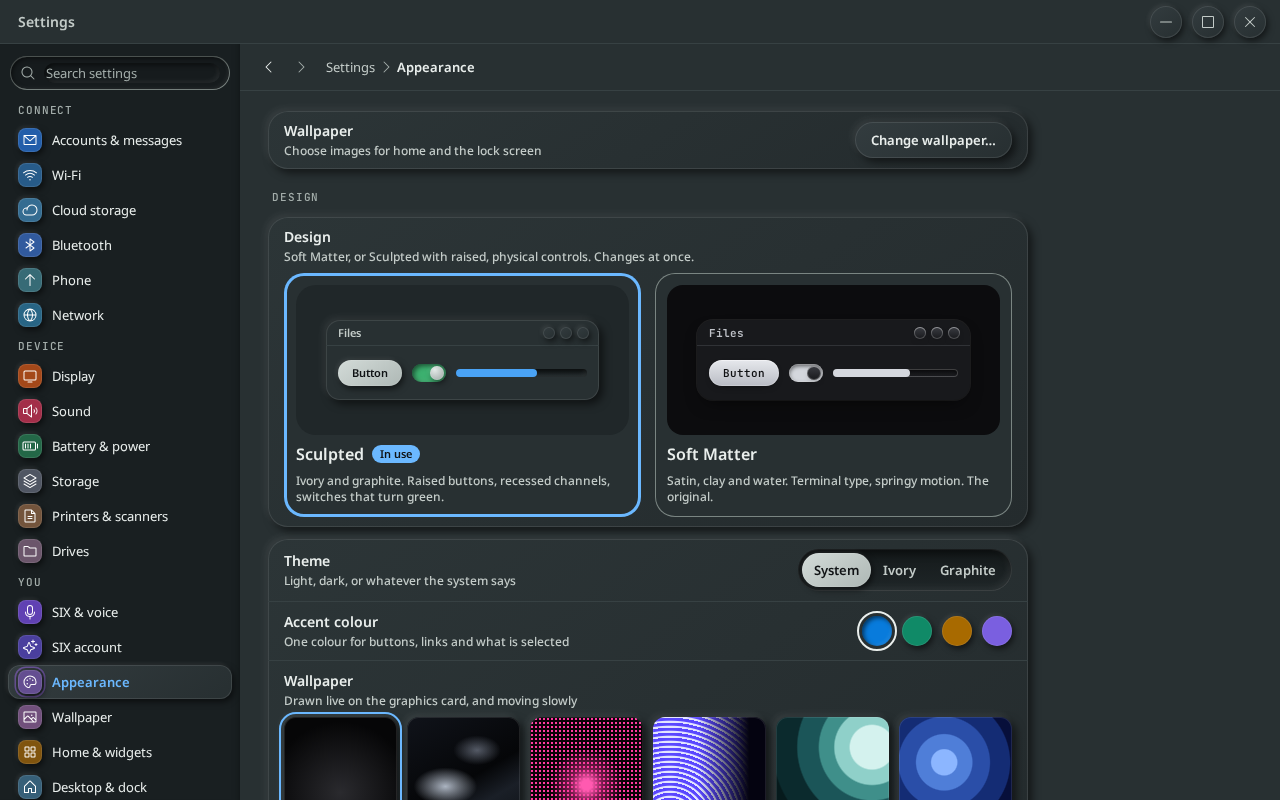 Settings
Search settings
Settings
Appearance
CONNECT
Accounts & messages
Wi-Fi
Cloud storage
Bluetooth
Phone
Network
DEVICE
Display
Sound
Battery & power
Storage
Printers & scanners
Drives
YOU
SIX & voice
SIX account
Appearance
Wallpaper
Home & widgets
Desktop & dock
Wallpaper
Choose images for home and the lock screen
Change wallpaper...
DESIGN
Design
Soft Matter, or Sculpted with raised, physical controls. Changes at once.
Files
Button
Sculpted
In use
Ivory and graphite. Raised buttons, recessed channels,
switches that turn green.
Files
Button
Soft Matter
Satin, clay and water. Terminal type, springy motion. The
original.
Theme
Light, dark, or whatever the system says
System
Ivory
Graphite
Accent colour
One colour for buttons, links and what is selected
Wallpaper
Drawn live on the graphics card, and moving slowly